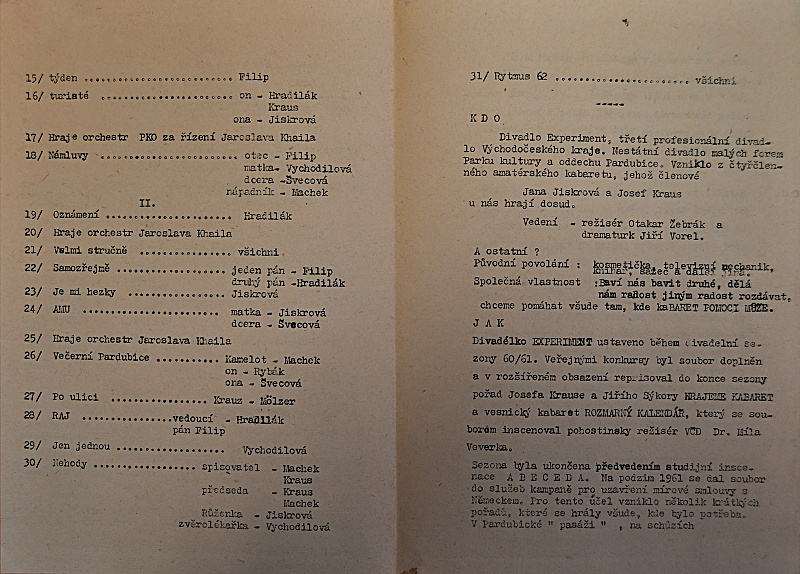 15/ týden .......................... Filip
16/ turisté ....................... on - Hradilák
Kraus
ona - Jiskrová
17/ Hraje orchestr PKO za řízení Jaroslava Khaila
18/ Námluvy .......................... otec - Filip
matka- Vychodilová
dcera -Švecová
nápadník - Machek
II.
19/ Oznámení ...................... Hradilák
20/ Hraje orchestr Jaroslava Khaila
21/ Velmi stručně ................... všichni
22/ Samozřejmě ................... jeden pán - Filip
druhý pán -Hradilák
23/ Je mi hezky .................. Jiskrová
24/ AMU ........................ matka - Jiskrová
dcera - Švecová
25/ Hraje orchestr Jaroslava Khaila
26/ Večerní Pardubice ........... Kamelot - Machek
on - Rybák
ona - Švecová
27/ Po ulici ................. Kraus - Mölzer
28/ RAJ ................vedoucí - Hradilák
pán Filip
29/ Jen jednou ................... Vychodilová
30/ Nehody .................. spisovatel - Machek
Kraus
předseda - Kraus
Machek
Růženka - Jiskrová
zvěrolékařka - Vychodilová
31/ Rytmus 62 ........................ všichni
-----
K D O
Divadlo Experiment, třetí profesionální divad-
lo Východočeského kraje. Nestátní divadlo malých forem
Parku kultury a oddechu Pardubice. Vzniklo z čtyřčlen-
ného amatérského kabaretu, jehož členové
Jana Jiskrová a Josef Kraus
u nás hrají dosud.
Vedení - režisér Otakar Žebrák a
dramaturk Jiří Vorel.
A ostatní ?
Původní povolání : kosmetička, televizní mechanik,
knihař, sazeč a další jiná.
Společná vlastnost :Baví nás bavit druhé, dělá
nám radost jiným radost rozdávat,
chceme pomáhat všude tam, kde kaBARET POMOCI MŮŽE.
J A K
Divadélko EXPERIMENT ustaveno během divadelní se-
zony 60/61. Veřejnými konkursy byl soubor doplněn
a v rozšířeném obsazení reprisoval do konce sezony
pořad Josefa Krause a Jiřího Sýkory HRAJEME KABARET
a vesnický kabaret ROZMARNÝ KALENDÁŘ, který se sou-
borem inscenoval pohostinsky režisér VČD Dr. Míla
Veverka.
Sezona byla ukončena předvedením studijní insce-
nace A B E C E D A. Na podzim 1961 se dal soubor
do služeb kampaně pro uzavření mírové smlouvy s
Německem. Pro tento účel vzniklo několik krátkých
pořadů, které se hrály všude, kde bylo potřeba.
V Pardubické " pasáži " , na schůzích